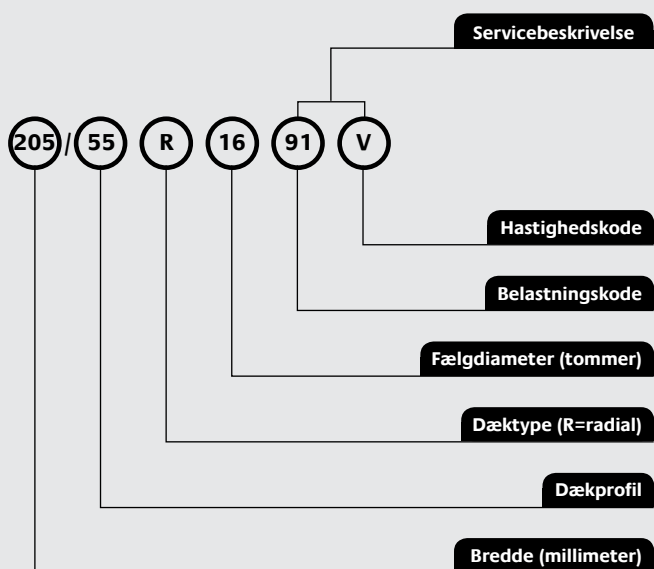 Servicebeskrivelse
205 / 55 R 16 91 V
Hastighedskode
Belastningskode
Fælgdiameter (tommer)
Dæktype (R=radial)
Dækprofil
Bredde (millimeter)